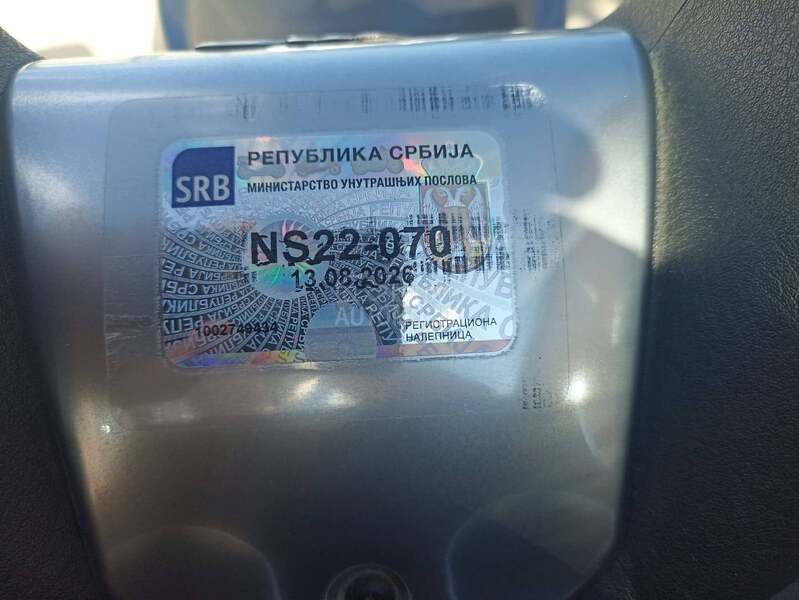 SRB
РЕПУБЛИКА СРБИЈА
МИНИСТАРСТВО УНУТРАШЊИХ ПОСЛОВА
NS22-070
13.08.2026
1002749434
AU
РЕГИСТРАЦИОНА
НАЛЕПНИЦА